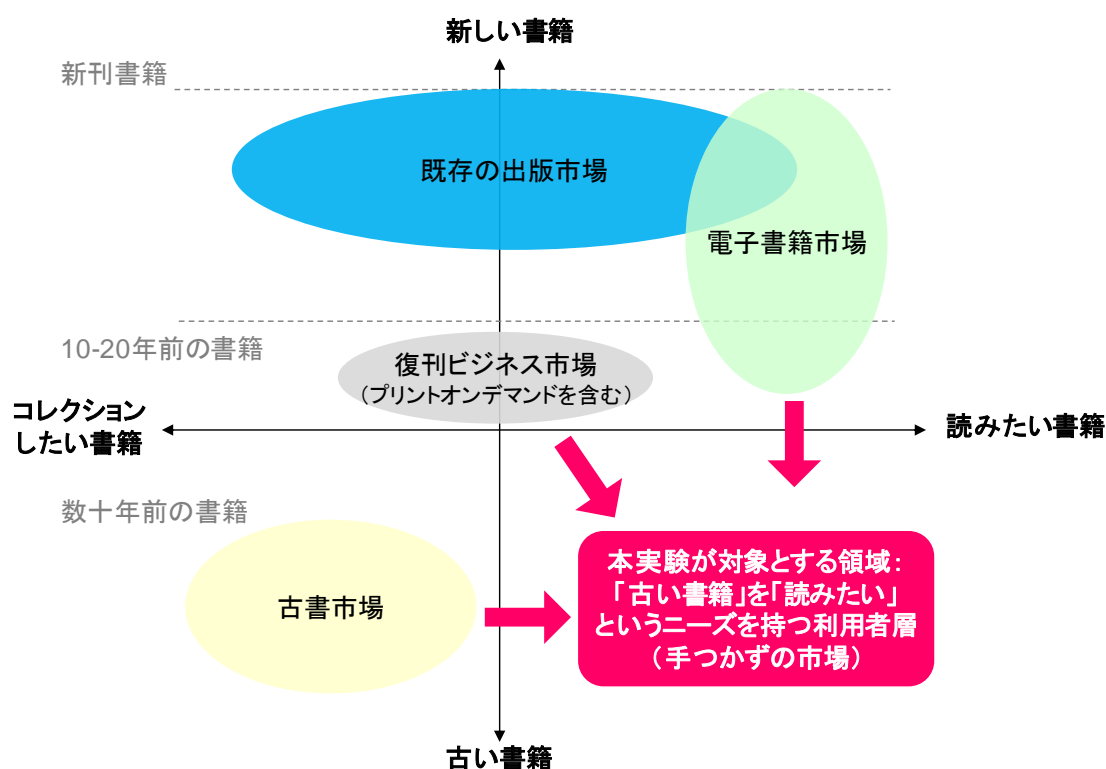 新しい書籍
新刊書籍
既存の出版市場
電子書籍市場
10-20年前の書籍
復刊ビジネス市場
（プリントオンデマンドを含む）
コレクション
したい書籍
読みたい書籍
数十年前の書籍
古書市場
本実験が対象とする領域：
「古い書籍」を「読みたい」
というニーズを持つ利用者層
（手つかずの市場）
古い書籍